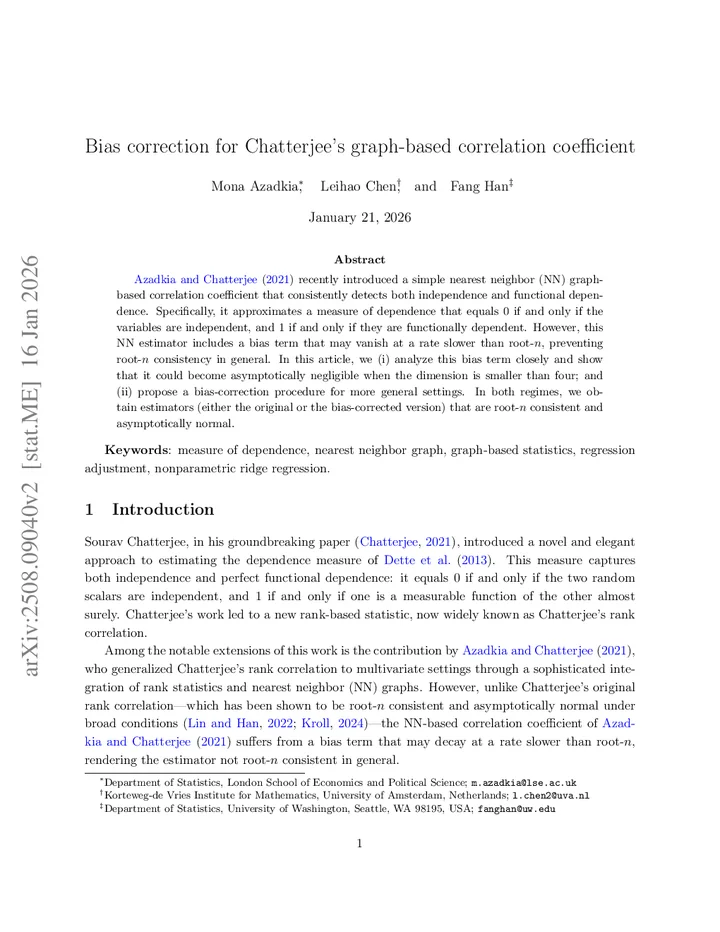 Bias correction for Chatterjee's graph-based correlation coefficient
Mona Azadkia,* Leihao Chen,† and Fang Han‡
January 21, 2026
Abstract
Azadkia and Chatterjee (2021) recently introduced a simple nearest neighbor (NN) graph-
based correlation coefficient that consistently detects both independence and functional depen-
dence. Specifically, it approximates a measure of dependence that equals 0 if and only if the
variables are independent, and 1 if and only if they are functionally dependent. However, this
NN estimator includes a bias term that may vanish at a rate slower than root-n, preventing
root-n consistency in general. In this article, we (i) analyze this bias term closely and show
that it could become asymptotically negligible when the dimension is smaller than four; and
(ii) propose a bias-correction procedure for more general settings. In both regimes, we ob-
tain estimators (either the original or the bias-corrected version) that are root-n consistent and
asymptotically normal.
Keywords: measure of dependence, nearest neighbor graph, graph-based statistics, regression
adjustment, nonparametric ridge regression.
1 Introduction
Sourav Chatterjee, in his groundbreaking paper (Chatterjee, 2021), introduced a novel and elegant
approach to estimating the dependence measure of Dette et al. (2013). This measure captures
both independence and perfect functional dependence: it equals 0 if and only if the two random
scalars are independent, and 1 if and only if one is a measurable function of the other almost
surely. Chatterjee's work led to a new rank-based statistic, now widely known as Chatterjee's rank
correlation.
Among the notable extensions of this work is the contribution by Azadkia and Chatterjee (2021),
who generalized Chatterjee's rank correlation to multivariate settings through a sophisticated inte-
gration of rank statistics and nearest neighbor (NN) graphs. However, unlike Chatterjee's original
rank correlation—which has been shown to be root-n consistent and asymptotically normal under
broad conditions (Lin and Han, 2022; Kroll, 2024)—the NN-based correlation coefficient of Azad-
kia and Chatterjee (2021) suffers from a bias term that may decay at a rate slower than root-n,
rendering the estimator not root-n consistent in general.
*Department of Statistics, London School of Economics and Political Science; m.azadkia@lse.ac.uk
†Korteweg-de Vries Institute for Mathematics, University of Amsterdam, Netherlands; l.chen2@uva.nl
‡Department of Statistics, University of Washington, Seattle, WA 98195, USA; fanghan@uw.edu
1
arXiv:2508.09040v2 [stat.ME] 16 Jan 2026